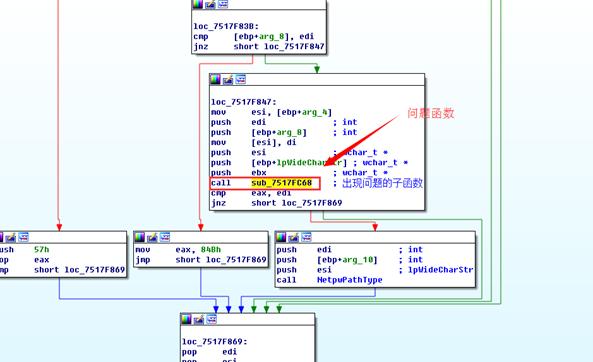 loc_7517F83B:
cmp [ebp+arg_8], edi
jnz short loc_7517F847
loc_7517F847:
mov esi, [ebp+arg_4]
push edi ; int
push [ebp+arg_8] ; int
mov [esi], di
push esi ; wchar_t *
push [ebp+lpWideCharStr] ; wchar_t *
push ebx ; wchar_t *
call sub_7517FC68 ; 出现问题的子函数
cmp eax, edi
jnz short loc_7517F869
问题函数
push 57h
pop eax
jmp short loc_7517F869
mov eax, 84Bh
jmp short loc_7517F869
push edi ; int
push [ebp+arg_10] ; int
push esi ; lpWideCharStr
call NetpwPathType
loc_7517F869:
pop edi
pop esi